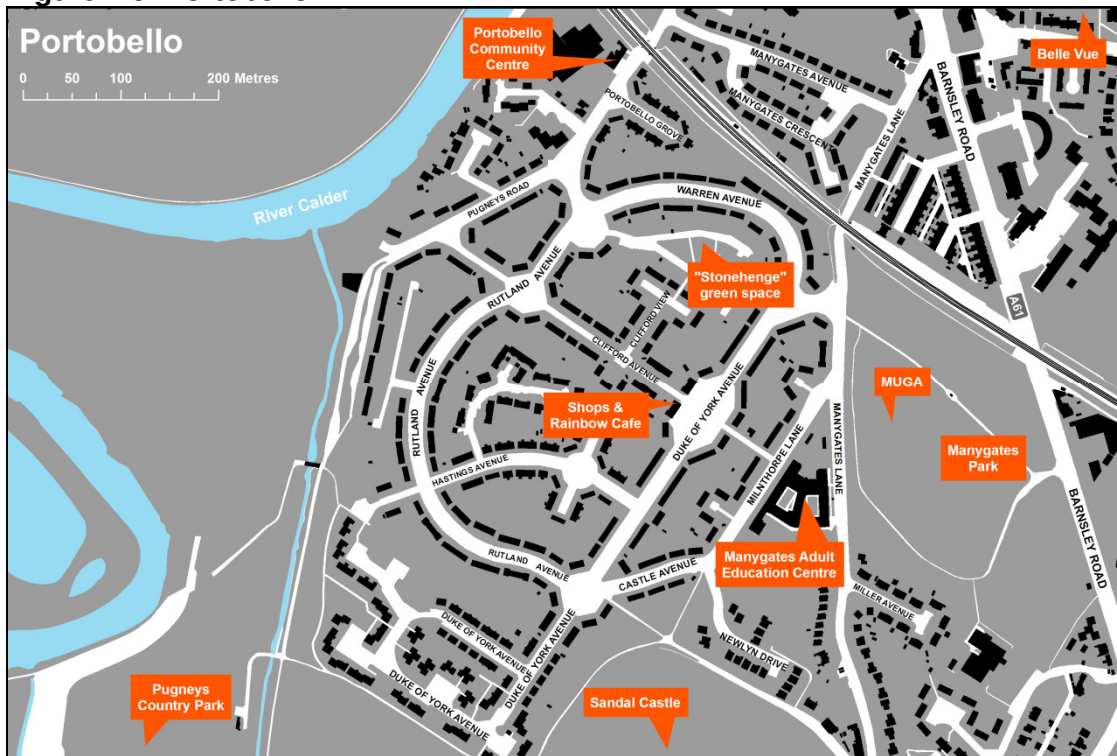 Portobello
0 50 100 200 Metres
Portobello
Community
Centre
Belle Vue
MANYGATES AVENUE
MANYGATES CRESCENT
MANYGATES LANE
BARNSLEY ROAD
PORTOBELLO GROVE
River Calder
PUGNEYS ROAD
WARREN AVENUE
RUTLAND AVENUE
"Stonehenge"
green space
A61
CLIFFORD VIEW
CLIFFORD AVENUE
RUTLAND AVENUE
Shops &
Rainbow Cafe
DUKE OF YORK AVENUE
MUGA
Manygates
Park
MANYGATES LANE
MILNTHORPE LANE
HASTINGS AVENUE
BARNSLEY ROAD
Manygates Adult
Education Centre
RUTLAND AVENUE
CASTLE AVENUE
MILLER AVENUE
DUKE OF YORK AVENUE
DUKE OF YORK AVENUE
NEWLYN DRIVE
DUKE OF YORK AVENUE
Pugneys
Country Park
Sandal Castle